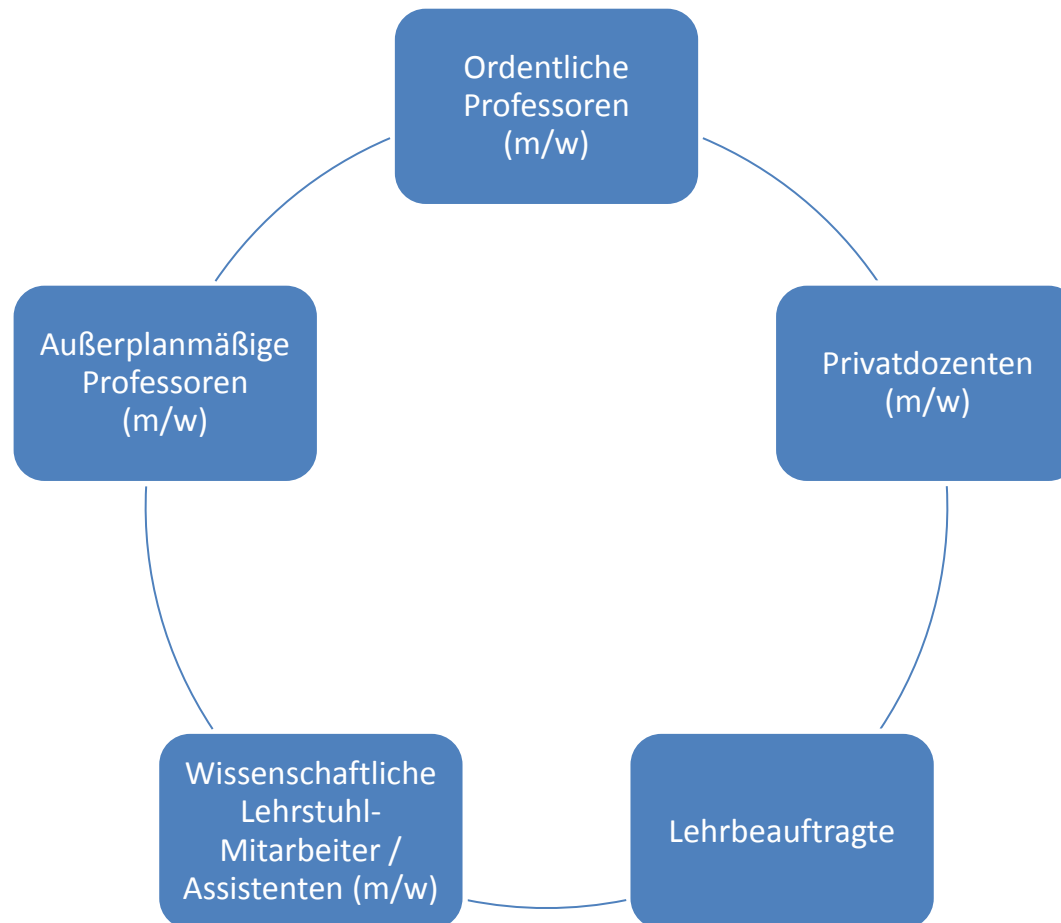 Ordentliche
Professoren
(m/w)
Privatdozenten
(m/w)
Lehrbeauftragte
Wissenschaftliche
Lehrstuhl-
Mitarbeiter /
Assistenten (m/w)
Außerplanmäßige
Professoren
(m/w)